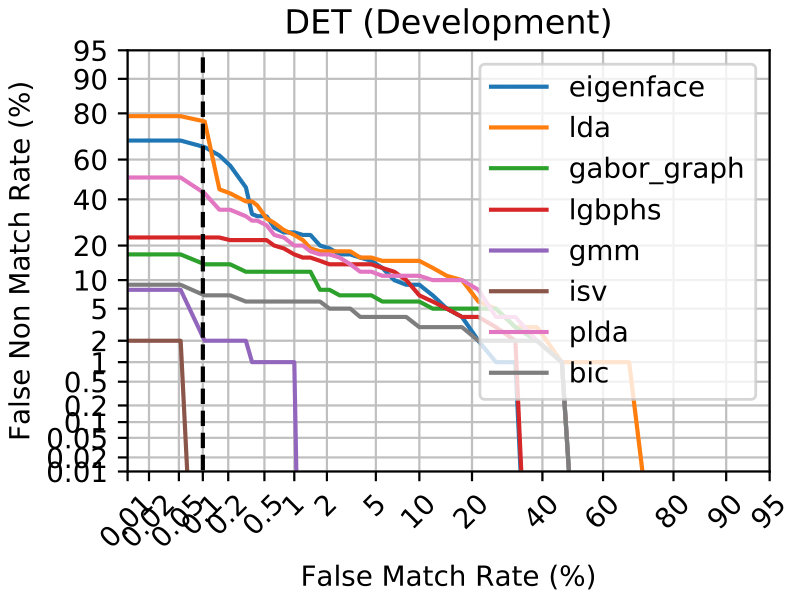 DET (Development)
False Non Match Rate (%)
95
90
80
60
40
20
10
5
2
1
0.5
0.2
0.1
0.05
0.02
0.01
eigenface
lda
gabor_graph
lgbphs
gmm
isv
plda
bic
0.01 0.02 0.05 0.1 0.2 0.5 1 2 5 10 20 40 60 80 90 95
False Match Rate (%)